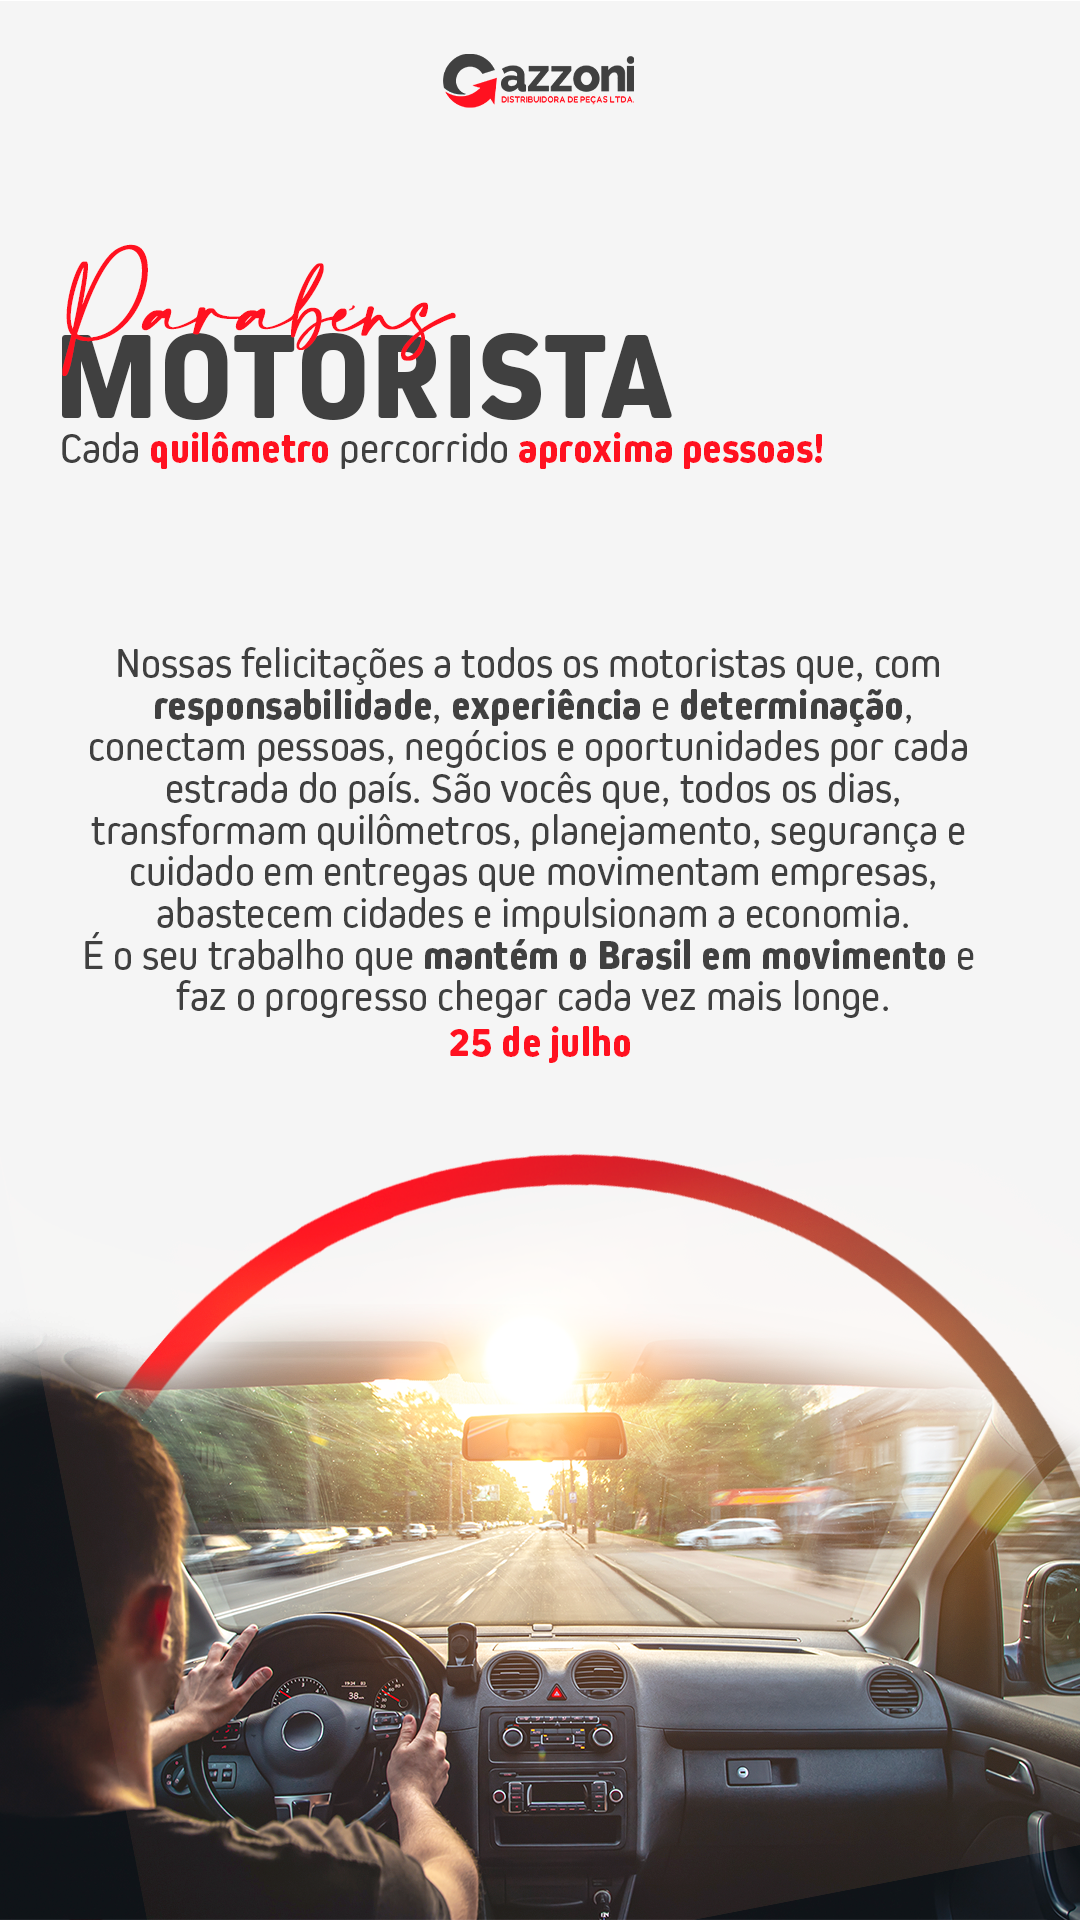 Gazzoni
DISTRIBUIDORA DE PEÇAS LTDA.
Parabéns
MOTORISTA
Cada quilômetro percorrido aproxima pessoas!
Nossas felicitações a todos os motoristas que, com
responsabilidade, experiência e determinação,
conectam pessoas, negócios e oportunidades por cada
estrada do país. São vocês que, todos os dias,
transformam quilômetros, planejamento, segurança e
cuidado em entregas que movimentam empresas,
abastecem cidades e impulsionam a economia.
É o seu trabalho que mantém o Brasil em movimento e
faz o progresso chegar cada vez mais longe.
25 de julho